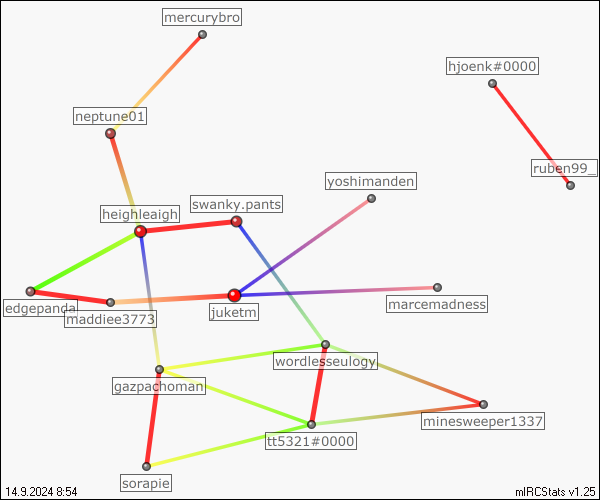 mercurybro
hjoenk#0000
neptune01
ruben99_
yoshimanden
swanky.pants
heighleaigh
edgepanda
marcemadness
juketm
maddiee3773
wordlesseulogy
gazpachoman
minesweeper1337
tt5321#0000
sorapie
14.9.2024 8:54
mIRCStats v1.25